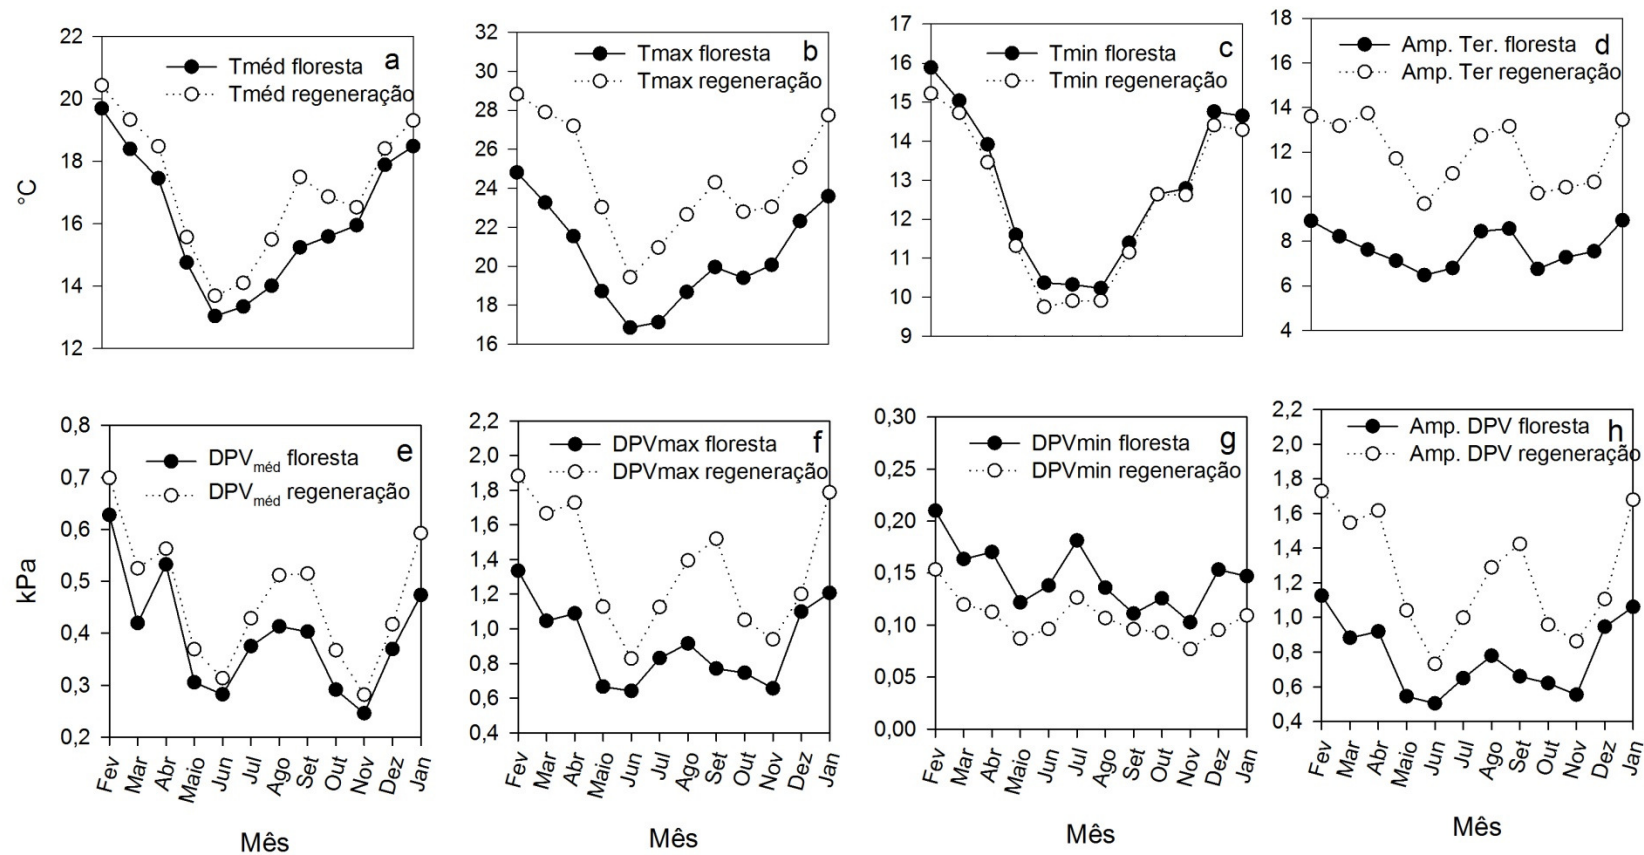 22
20
18
16
14
12
°C
Tméd floresta
Tméd regeneração
a
32
30
28
26
24
22
20
18
16
Tmax floresta
Tmax regeneração
b
17
16
15
14
13
12
11
10
9
Tmin floresta
Tmin regeneração
c
18
16
14
12
10
8
6
4
Amp. Ter. floresta
Amp. Ter regeneração
d
0,8
0,7
0,6
0,5
0,4
0,3
0,2
kPa
DPVméd floresta
DPVméd regeneração
e
Fev Mar Abr Maio Jun Jul Ago Set Out Nov Dez Jan
Mês
2,2
2,0
1,8
1,6
1,4
1,2
1,0
0,8
0,6
0,4
DPVmax floresta
DPVmax regeneração
f
Fev Mar Abr Maio Jun Jul Ago Set Out Nov Dez Jan
Mês
0,30
0,25
0,20
0,15
0,10
0,05
0,00
DPVmin floresta
DPVmin regeneração
g
Fev Mar Abr Maio Jun Jul Ago Set Out Nov Dez Jan
Mês
2,2
2,0
1,8
1,6
1,4
1,2
1,0
0,8
0,6
0,4
Amp. DPV floresta
Amp. DPV regeneração
h
Fev Mar Abr Maio Jun Jul Ago Set Out Nov Dez Jan
Mês